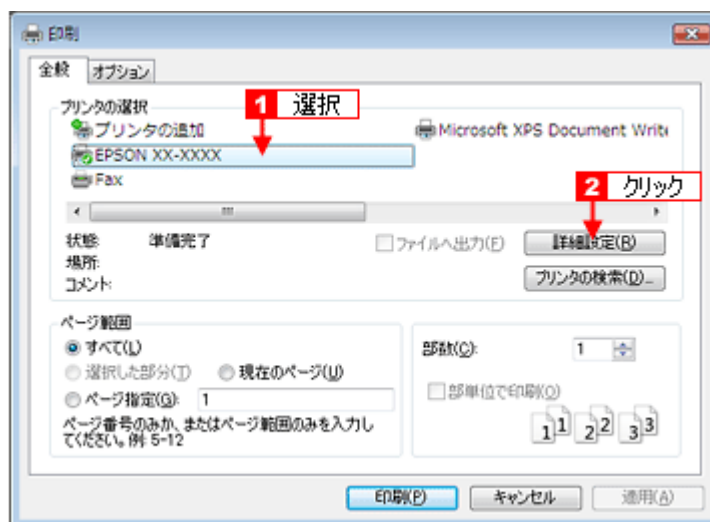 印刷
全般 オプション
プリンタの選択
1 選択
プリンタの追加
Microsoft XPS Document Write
EPSON XX-XXXX
Fax
2 クリック
状態: 準備完了
ファイルへ出力(F)
詳細設定(R)
場所:
コメント:
プリンタの検索(D)...
ページ範囲
すべて(L)
選択した部分(T) 現在のページ(U)
ページ指定(G): 1
ページ番号のみか、またはページ範囲のみを入力し
てください。例: 5-12
部数(C): 1
部単位で印刷(O)
11 22 33
印刷(P) キャンセル 適用(A)